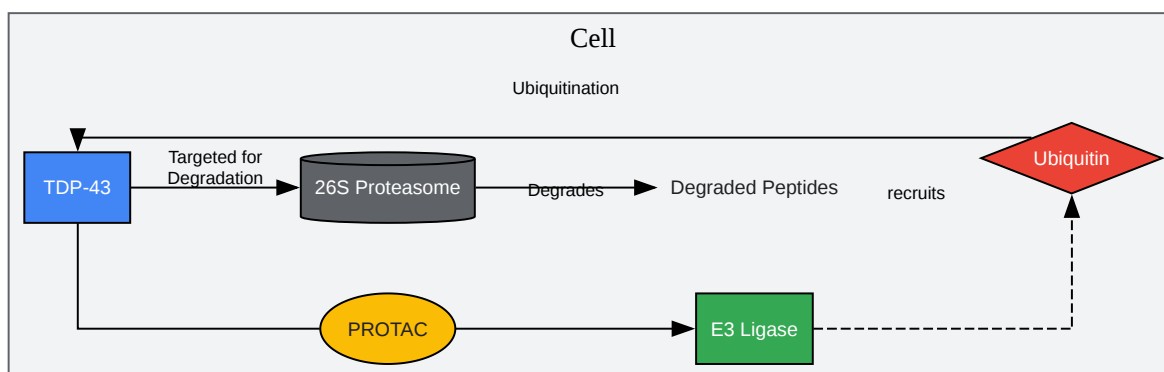 Cell
Ubiquitination
Ubiquitin
TDP-43
Targeted for
Degradation
26S Proteasome
Degrades
Degraded Peptides
recruits
PROTAC
E3 Ligase